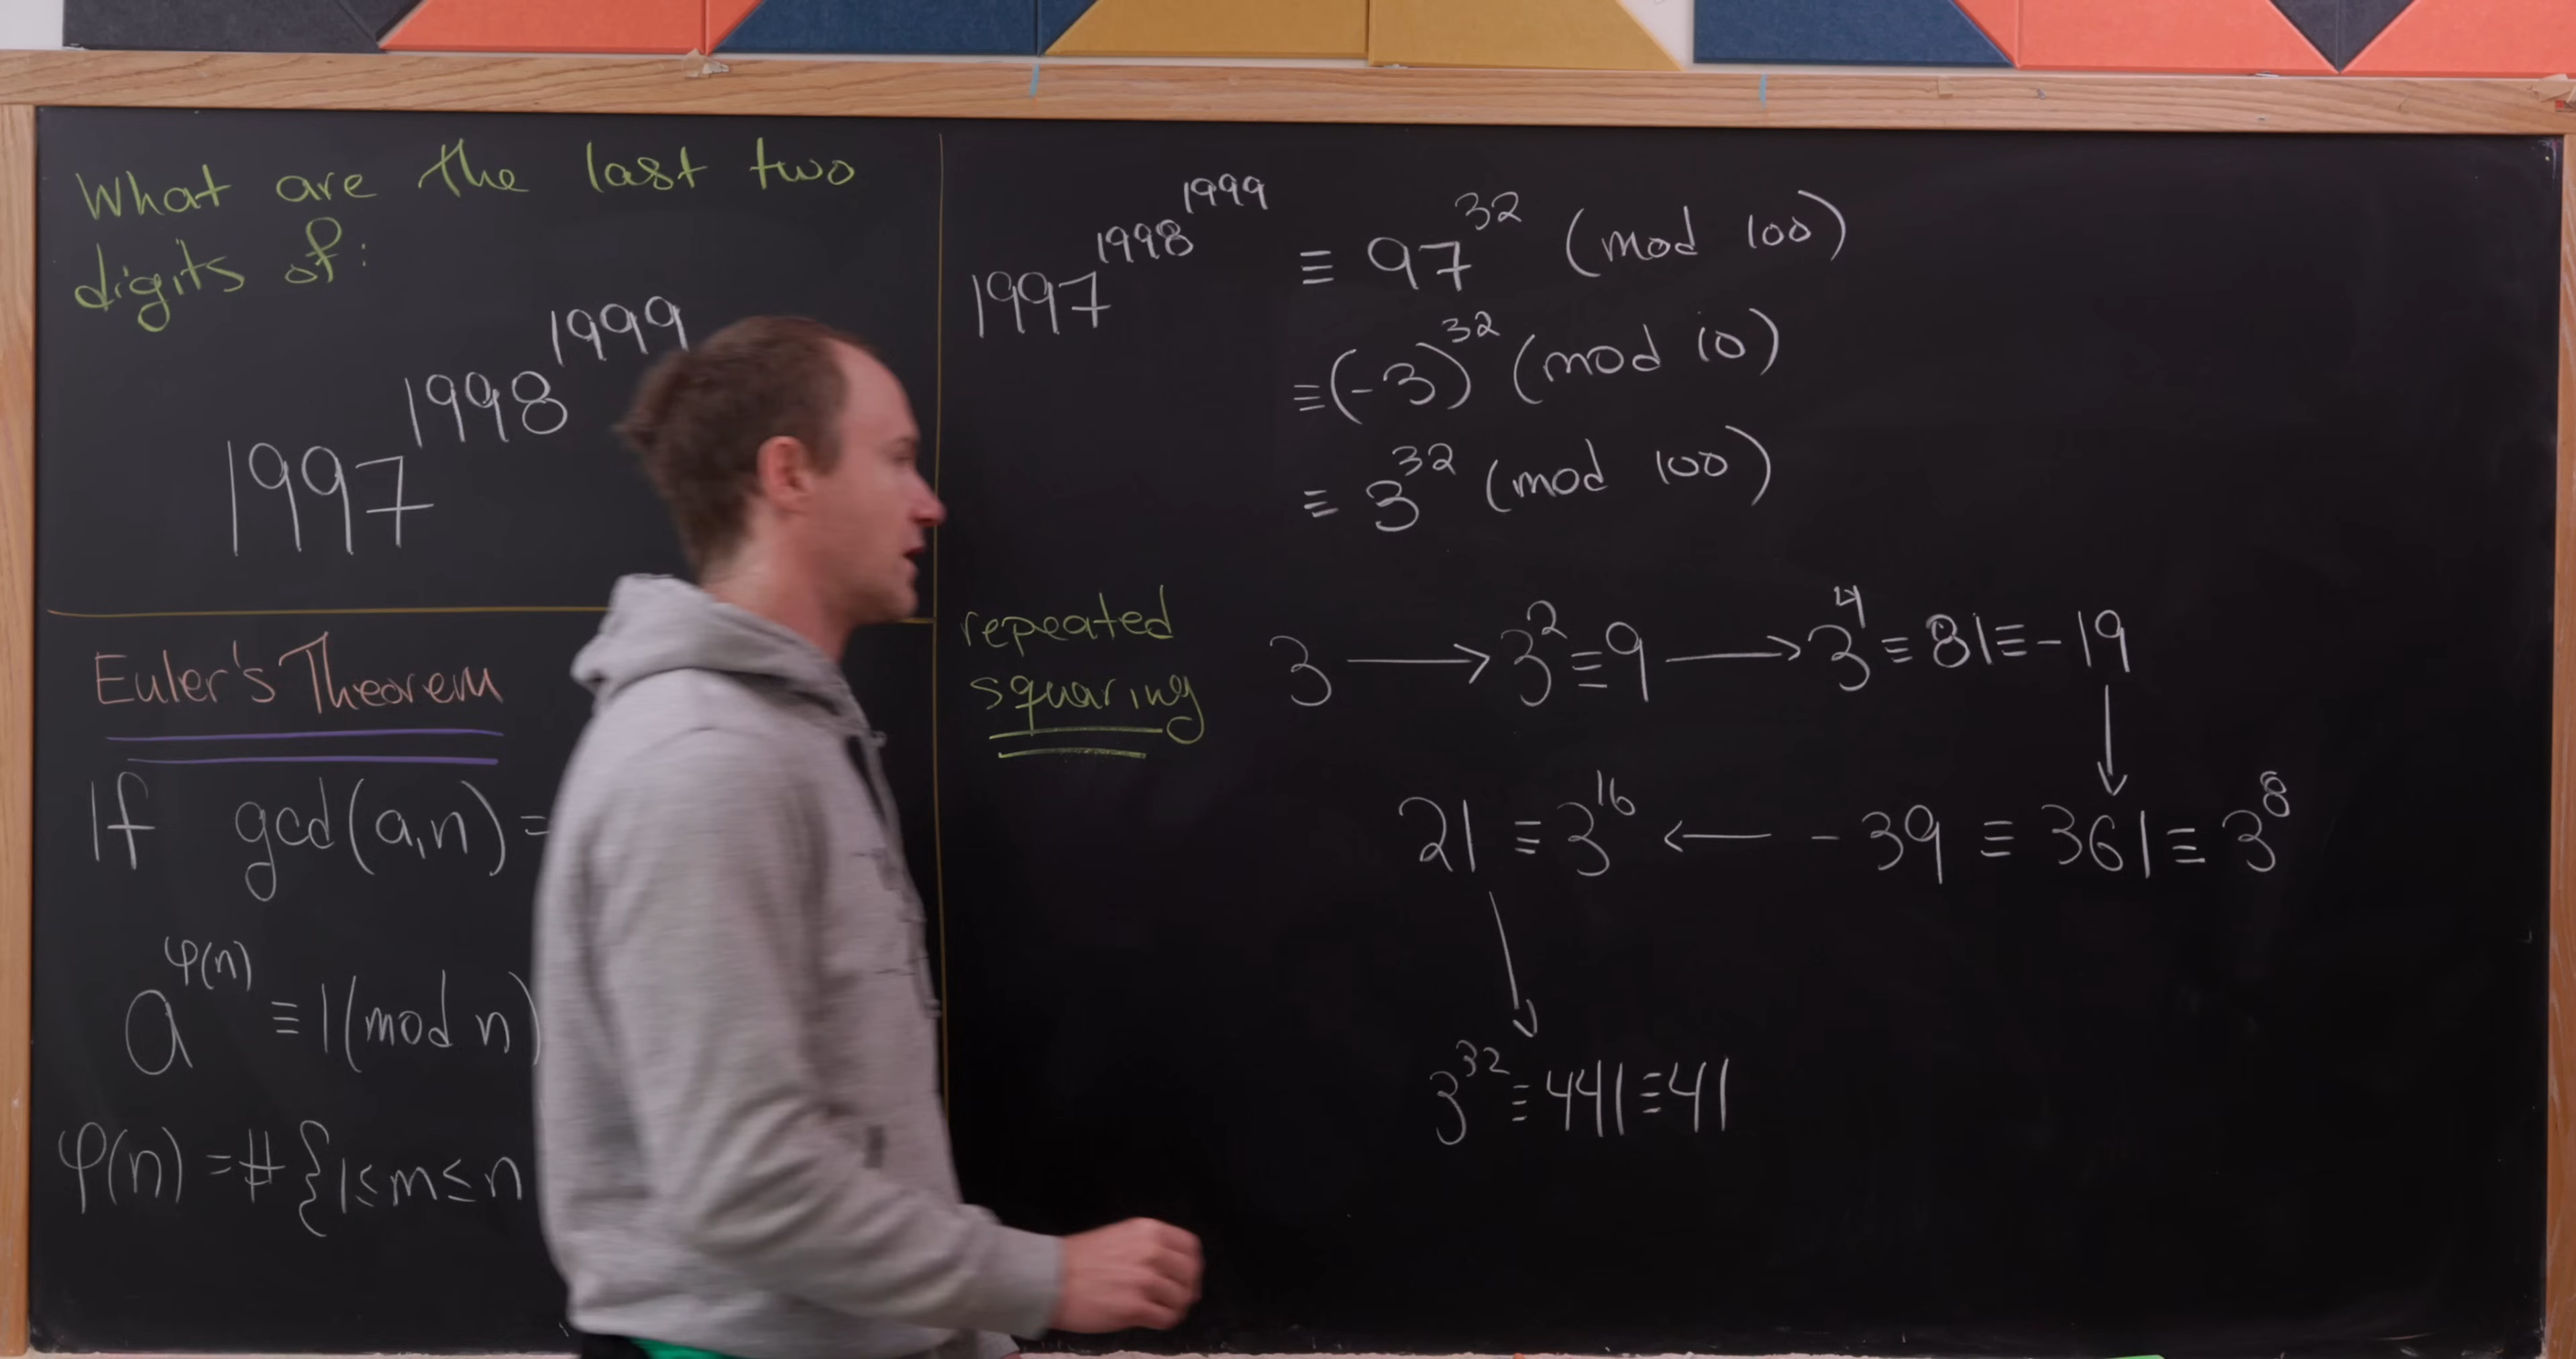 What are the last two
digits of:
1997^1998^1999
Euler's Theorem
If gcd(a,n) =
a^φ(n) ≡ 1 (mod n)
φ(n) = # { 1 ≤ m ≤ n
1997^1998^1999 ≡ 97^32 (mod 100)
≡ (-3)^32 (mod 10)
≡ 3^32 (mod 100)
repeated
squaring
3 → 3^2 ≡ 9 → 3^4 ≡ 81 ≡ -19
↓
21 ≡ 3^16 ← -39 ≡ 361 ≡ 3^8
↓
3^32 ≡ 441 ≡ 41